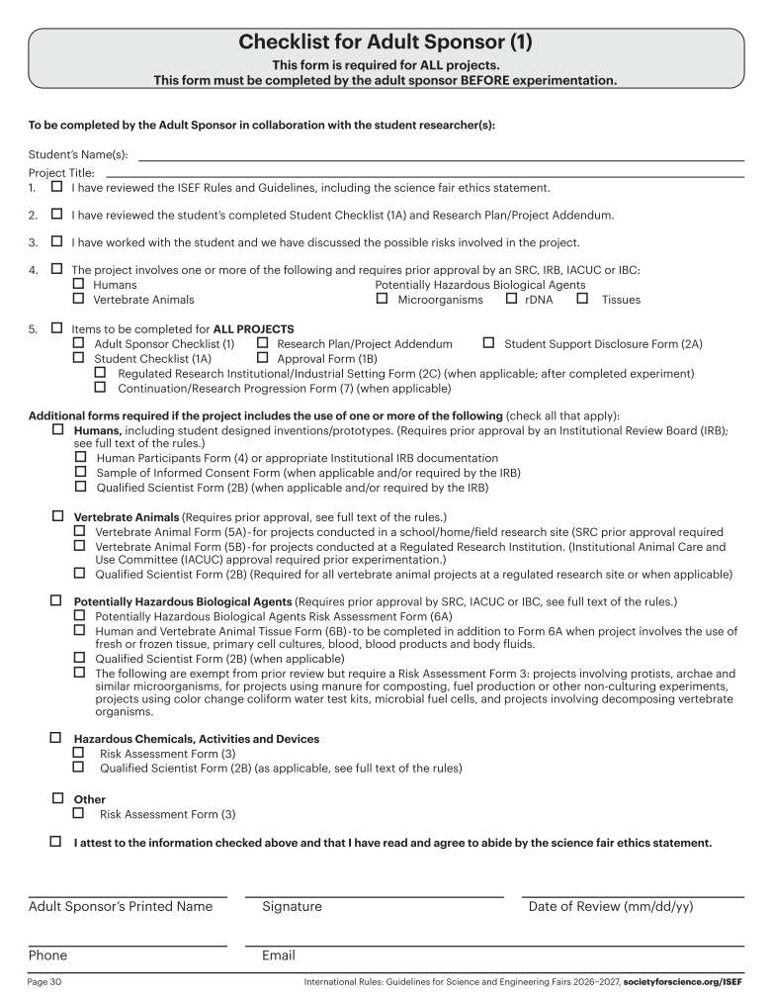 Checklist for Adult Sponsor (1)
This form is required for ALL projects.
This form must be completed by the adult sponsor BEFORE experimentation.
To be completed by the Adult Sponsor in collaboration with the student researcher(s):
Student's Name(s):
Project Title:
1. ☐ I have reviewed the ISEF Rules and Guidelines, including the science fair ethics statement.
2. ☐ I have reviewed the student's completed Student Checklist (1A) and Research Plan/Project Addendum.
3. ☐ I have worked with the student and we have discussed the possible risks involved in the project.
4. ☐ The project involves one or more of the following and requires prior approval by an SRC, IRB, IACUC or IBC:
☐ Humans Potentially Hazardous Biological Agents
☐ Vertebrate Animals ☐ Microorganisms ☐ rDNA ☐ Tissues
5. ☐ Items to be completed for ALL PROJECTS
☐ Adult Sponsor Checklist (1) ☐ Research Plan/Project Addendum ☐ Student Support Disclosure Form (2A)
☐ Student Checklist (1A) ☐ Approval Form (1B)
☐ Regulated Research Institutional/Industrial Setting Form (2C) (when applicable; after completed experiment)
☐ Continuation/Research Progression Form (7) (when applicable)
Additional forms required if the project includes the use of one or more of the following (check all that apply):
☐ Humans, including student designed inventions/prototypes. (Requires prior approval by an Institutional Review Board (IRB);
see full text of the rules.)
☐ Human Participants Form (4) or appropriate Institutional IRB documentation
☐ Sample of Informed Consent Form (when applicable and/or required by the IRB)
☐ Qualified Scientist Form (2B) (when applicable and/or required by the IRB)
☐ Vertebrate Animals (Requires prior approval, see full text of the rules.)
☐ Vertebrate Animal Form (5A)-for projects conducted in a school/home/field research site (SRC prior approval required
☐ Vertebrate Animal Form (5B)-for projects conducted at a Regulated Research Institution. (Institutional Animal Care and
Use Committee (IACUC) approval required prior experimentation.)
☐ Qualified Scientist Form (2B) (Required for all vertebrate animal projects at a regulated research site or when applicable)
☐ Potentially Hazardous Biological Agents (Requires prior approval by SRC, IACUC or IBC, see full text of the rules.)
☐ Potentially Hazardous Biological Agents Risk Assessment Form (6A)
☐ Human and Vertebrate Animal Tissue Form (6B)-to be completed in addition to Form 6A when project involves the use of
fresh or frozen tissue, primary cell cultures, blood, blood products and body fluids.
☐ Qualified Scientist Form (2B) (when applicable)
☐ The following are exempt from prior review but require a Risk Assessment Form 3: projects involving protists, archae and
similar microorganisms, for projects using manure for composting, fuel production or other non-culturing experiments,
projects using color change coliform water test kits, microbial fuel cells, and projects involving decomposing vertebrate
organisms.
☐ Hazardous Chemicals, Activities and Devices
☐ Risk Assessment Form (3)
☐ Qualified Scientist Form (2B) (as applicable, see full text of the rules)
☐ Other
☐ Risk Assessment Form (3)
☐ I attest to the information checked above and that I have read and agree to abide by the science fair ethics statement.
Adult Sponsor's Printed Name Signature Date of Review (mm/dd/yy)
Phone Email
Page 30 International Rules: Guidelines for Science and Engineering Fairs 2026–2027, societyforscience.org/ISEF